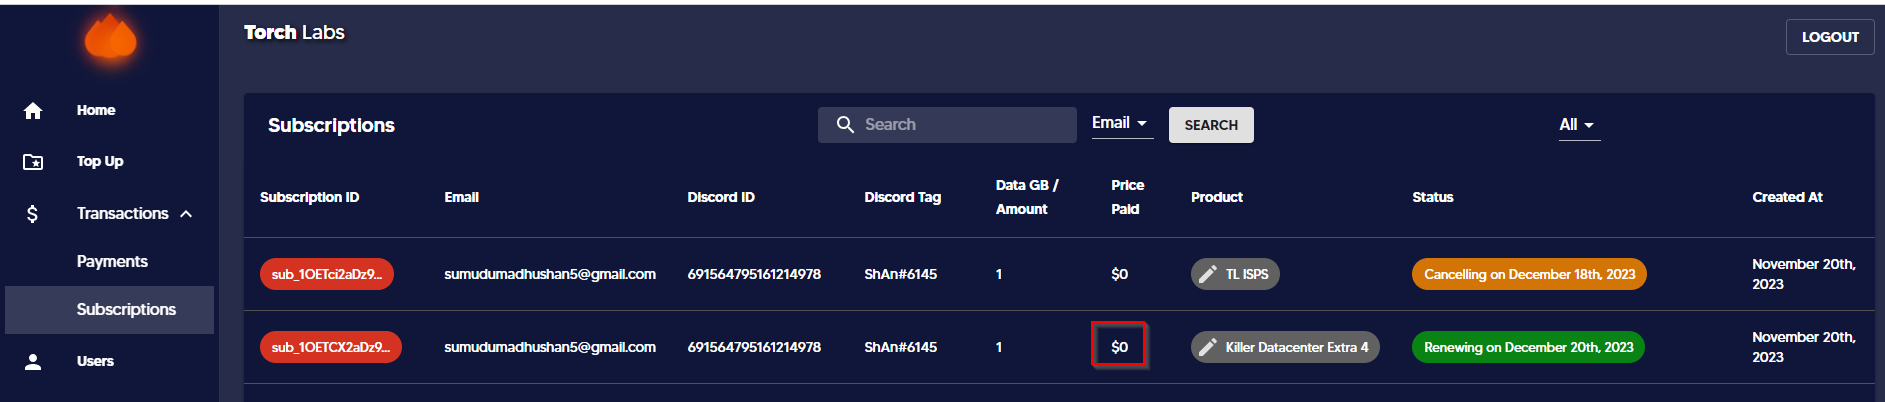 Torch Labs
LOGOUT
Home
Top Up
Transactions
Payments
Subscriptions
Users
Subscriptions
Search
Email
SEARCH
All
Subscription ID Email Discord ID Discord Tag Data GB / Amount Price Paid Product Status Created At
sub_1OETci2aDz9... sumudumadhushan5@gmail.com 691564795161214978 ShAn#6145 1 $0 TL ISPS Cancelling on December 18th, 2023 November 20th, 2023
sub_1OETCX2aDz9... sumudumadhushan5@gmail.com 691564795161214978 ShAn#6145 1 $0 Killer Datacenter Extra 4 Renewing on December 20th, 2023 November 20th, 2023